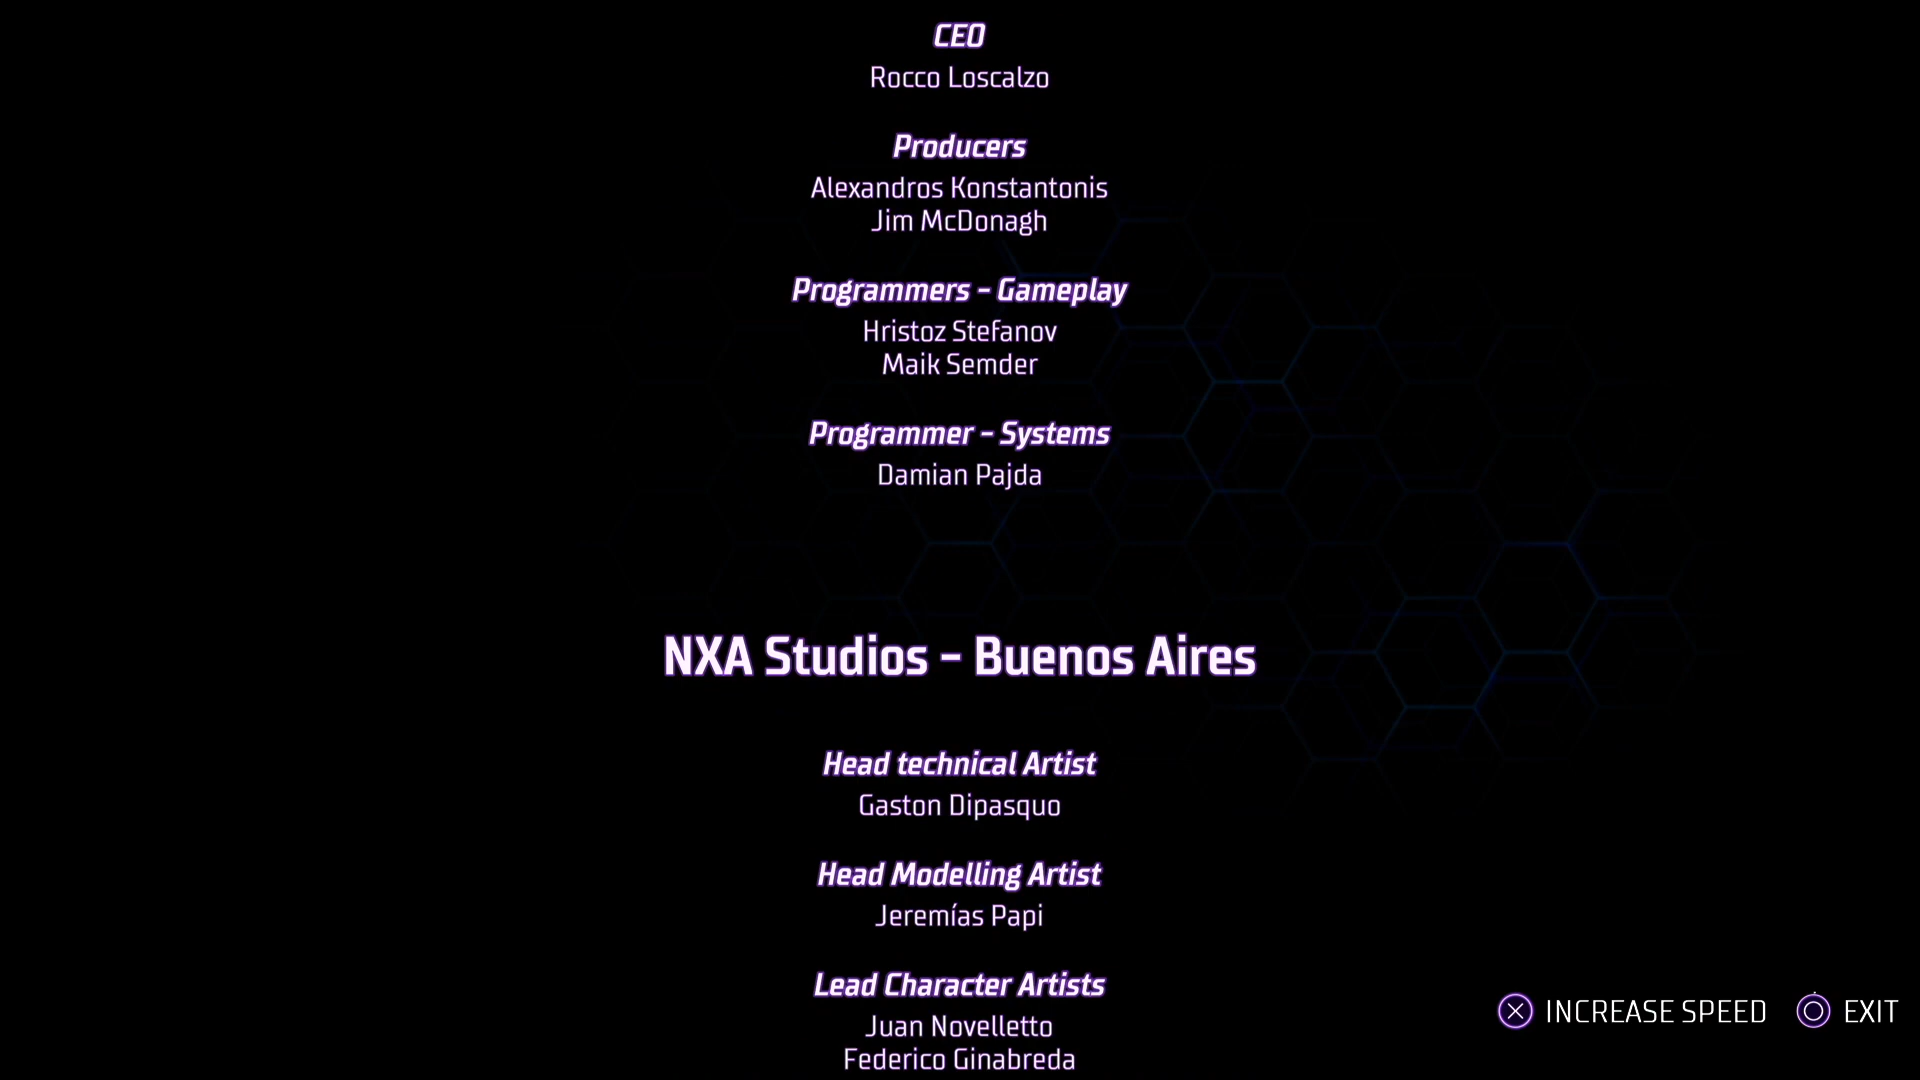 CEO
Rocco Loscalzo
Producers
Alexandros Konstantonis
Jim McDonagh
Programmers - Gameplay
Hristoz Stefanov
Maik Semder
Programmer - Systems
Damian Pajda
NXA Studios - Buenos Aires
Head technical Artist
Gaston Dipasquo
Head Modelling Artist
Jeremías Papi
Lead Character Artists
Juan Novelletto
Federico Ginabreda
INCREASE SPEED
EXIT